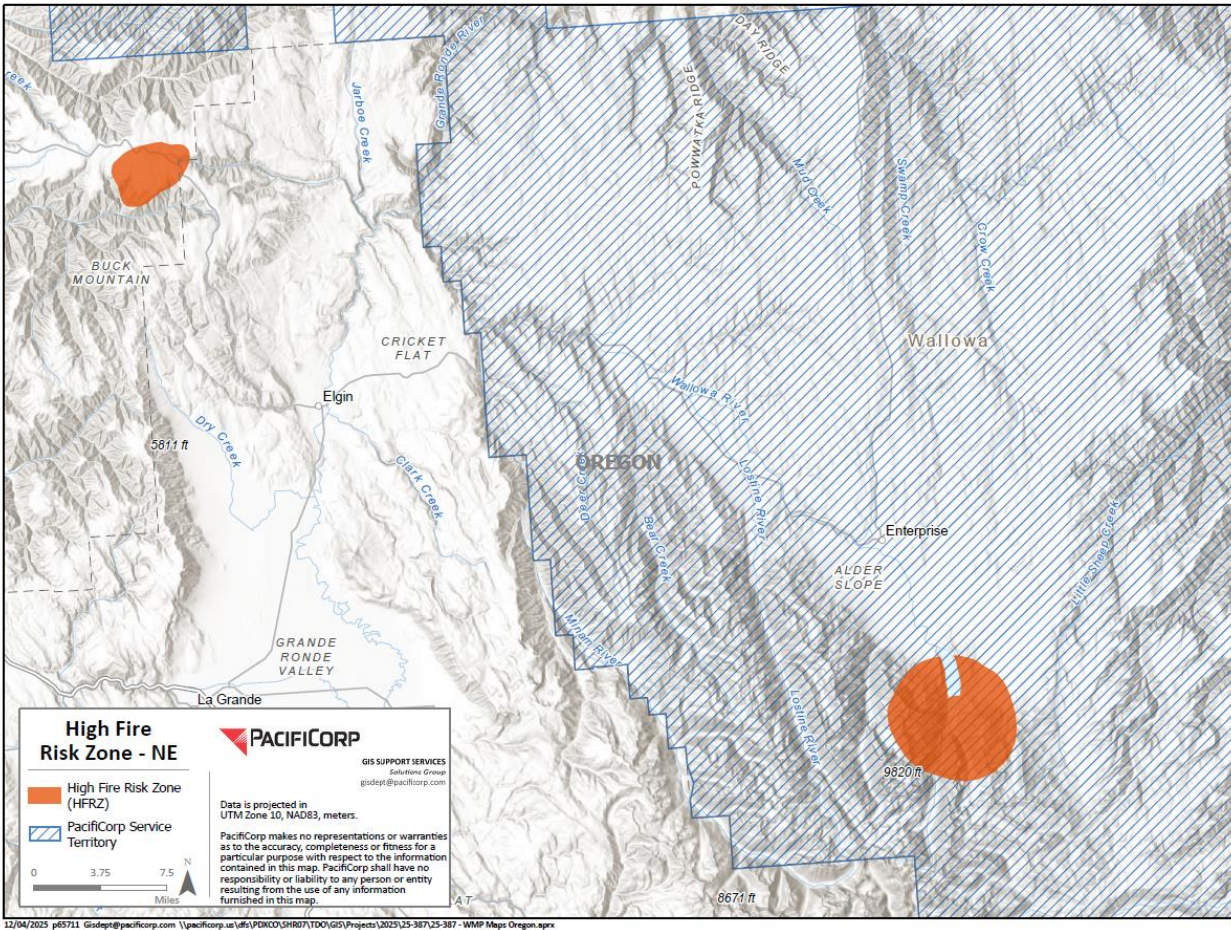 DAY RIDGE
Grande Ronde River
POWWATKA RIDGE
reek
Jarboe Creek
Mud Creek
Swamp Creek
Crow Creek
BUCK
MOUNTAIN
CRICKET
FLAT
Wallowa
Elgin
Wallowa River
Dry Creek
5811 ft
OREGON
Clark Creek
Deer Creek
Lostine River
Bear Creek
Enterprise
ALDER
SLOPE
Little Sheep Creek
Minam River
GRANDE
RONDE
VALLEY
La Grande
Lostine River
9820 ft
8671 ft
AT
High Fire
Risk Zone - NE
High Fire Risk Zone
(HFRZ)
PacifiCorp Service
Territory
0 3.75 7.5
Miles
N
PACIFICORP
GIS SUPPORT SERVICES
Solutions Group
gisdept@pacificorp.com
Data is projected in
UTM Zone 10, NAD83, meters.
PacifiCorp makes no representations or warranties
as to the accuracy, completeness or fitness for a
particular purpose with respect to the information
contained in this map. PacifiCorp shall have no
responsibility or liability to any person or entity
resulting from the use of any information
furnished in this map.
12/04/2025 p65711 Gisdept@pacificorp.com \\pacificorp.us\dfs\PDXCO\SHR07\TDO\GIS\Projects\2025\25-387\25-387 - WMP Maps Oregon.aprx